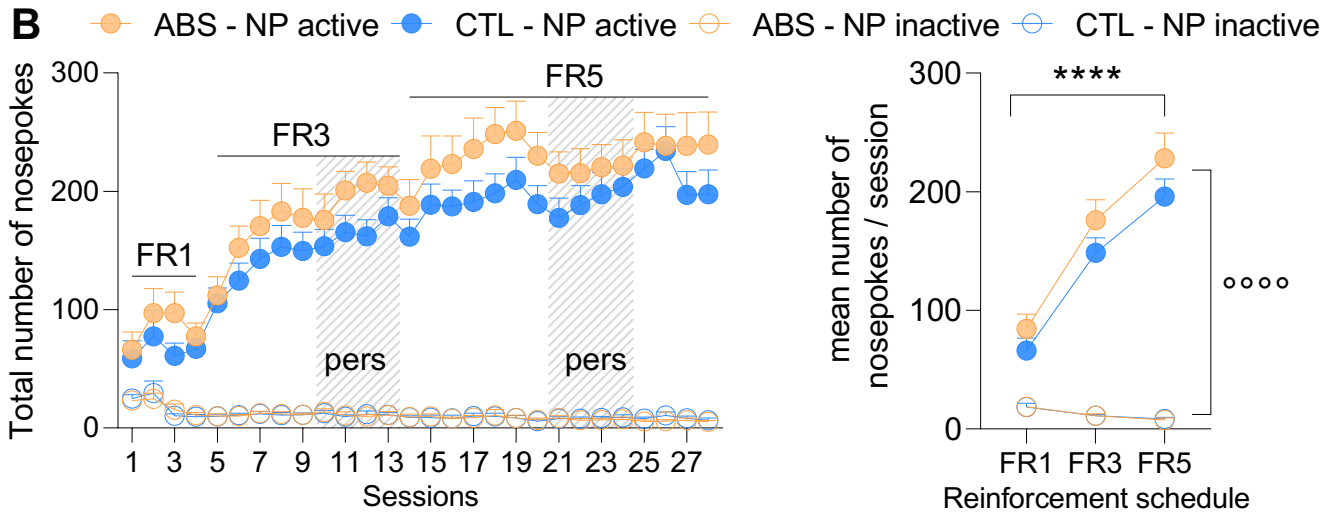 B
ABS - NP active CTL - NP active ABS - NP inactive CTL - NP inactive
Total number of nosepokes
300
200
100
0
FR1
FR3
FR5
pers
pers
1 3 5 7 9 11 13 15 17 19 21 23 25 27
Sessions
mean number of
nosepokes / session
300
200
100
0
****
°°°°
FR1 FR3 FR5
Reinforcement schedule